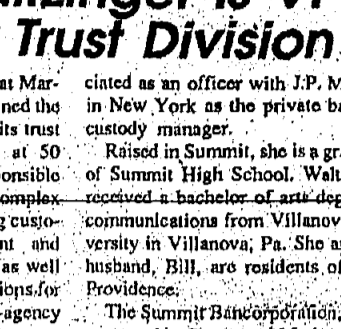 Trust Division
at Mar-
ned the
its trust
at 50
onsible
omplex
g custo-
nt and
as well
ions for
agency
ciated as an officer with J.P. M
in New York as the private ba
custody manager.
Raised in Summit, she is a gra
of Summit High School. Walt
received a bachelor of arts deg
communications from Villanov
versity in Villanova, Pa. She a
husband, Bill, are residents of
Providence.
The Summit Bancorporation,